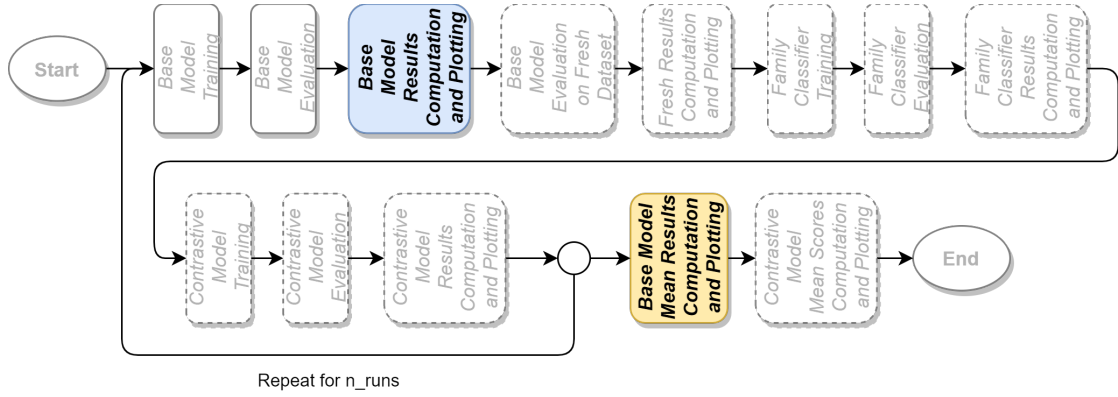 Start
Base
Model
Training
Base
Model
Evaluation
Base
Model
Results
Computation
and Plotting
Base
Model
Evaluation
on Fresh
Dataset
Fresh Results
Computation
and Plotting
Family
Classifier
Training
Family
Classifier
Evaluation
Family
Classifier
Results
Computation
and Plotting
Contrastive
Model
Training
Contrastive
Model
Evaluation
Contrastive
Model
Results
Computation
and Plotting
Base Model
Mean Results
Computation
and Plotting
Contrastive
Model
Mean Scores
Computation
and Plotting
End
Repeat for n_runs